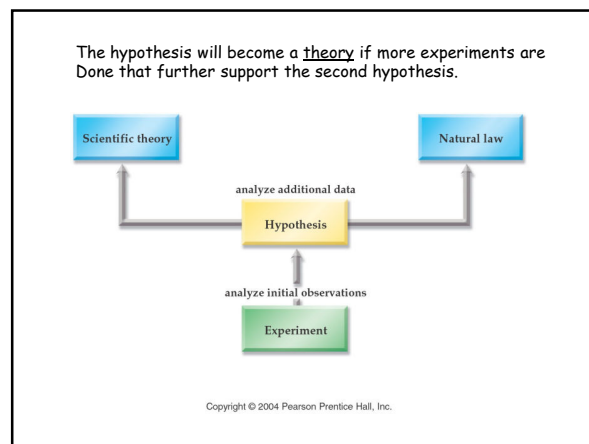 The hypothesis will become a theory if more experiments are
Done that further support the second hypothesis.
Scientific theory
Natural law
analyze additional data
Hypothesis
analyze initial observations
Experiment
Copyright © 2004 Pearson Prentice Hall, Inc.